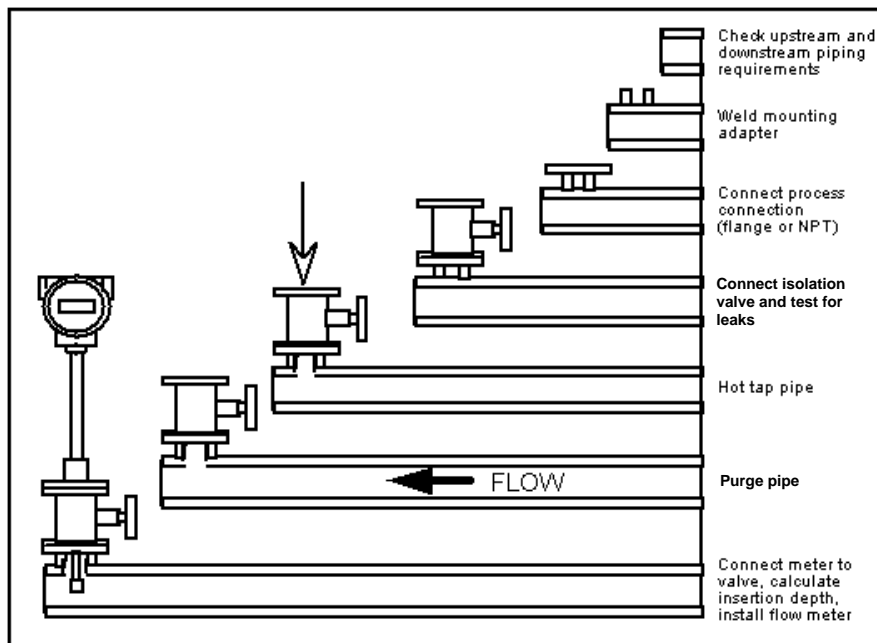 Check upstream and
downstream piping
requirements
Weld mounting
adapter
Connect process
connection
(flange or NPT)
Connect isolation
valve and test for
leaks
Hot tap pipe
FLOW
Purge pipe
Connect meter to
valve, calculate
insertion depth,
install flow meter